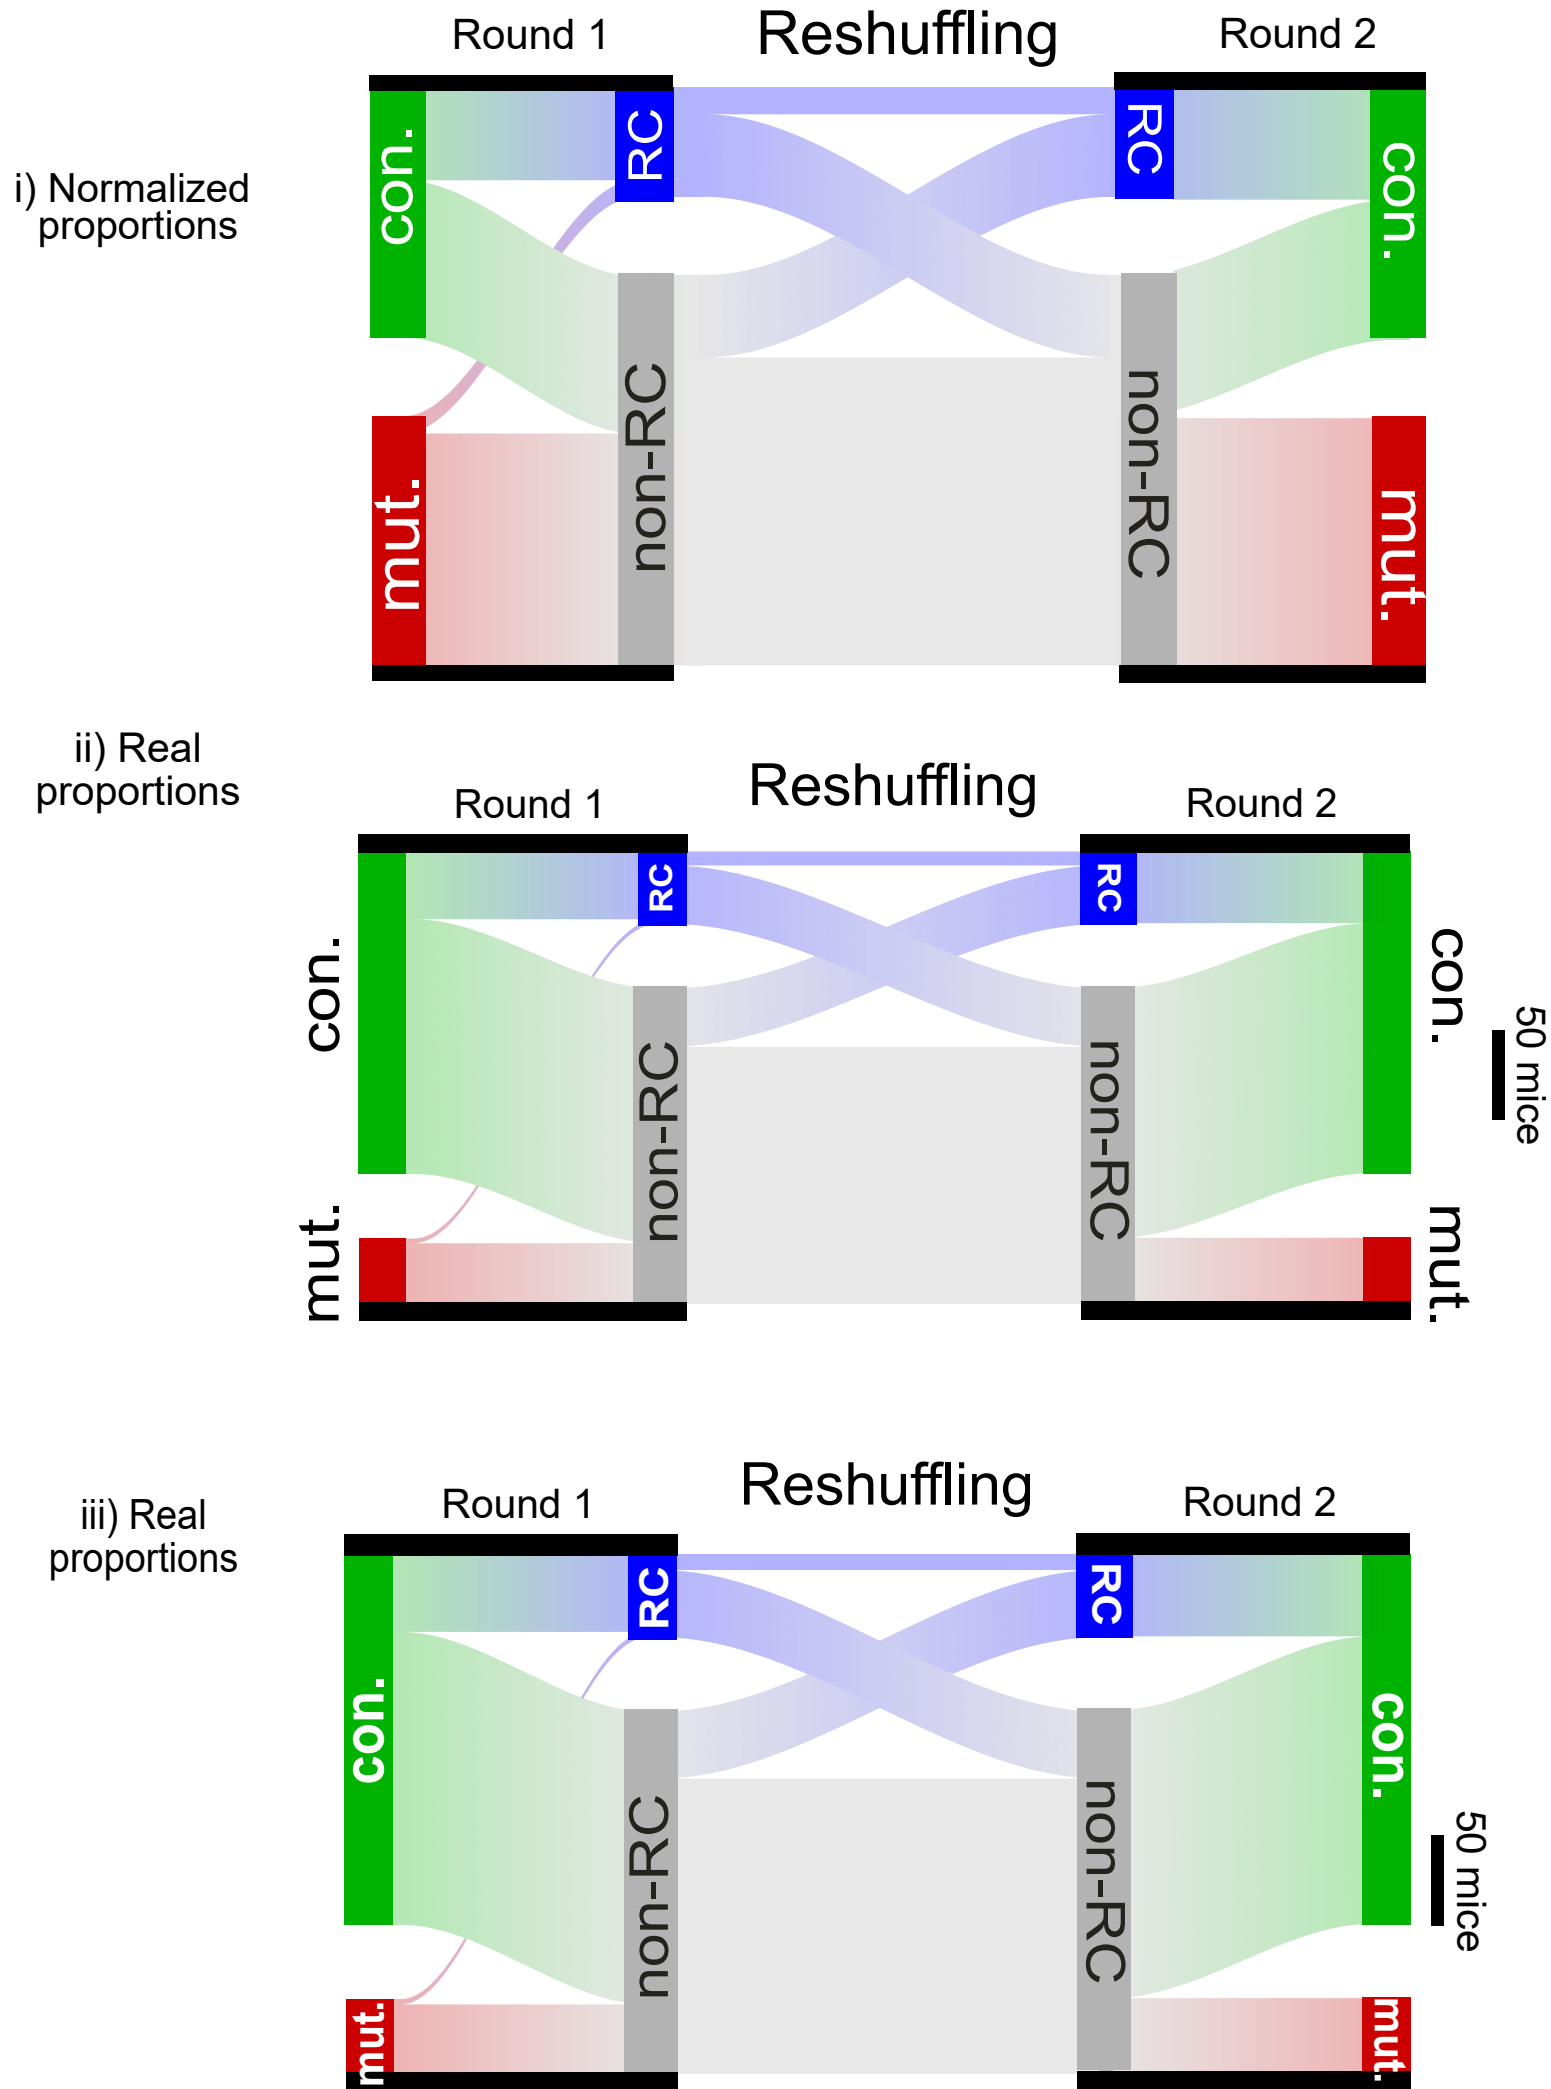 Round 1
Reshuffling
Round 2
i) Normalized
proportions
con.
RC
RC
con.
mut.
non-RC
non-RC
mut.
ii) Real
proportions
Round 1
Reshuffling
Round 2
con.
RC
RC
con.
mut.
non-RC
non-RC
mut.
50 mice
iii) Real
proportions
Round 1
Reshuffling
Round 2
con.
RC
RC
con.
mut.
non-RC
non-RC
mut.
50 mice